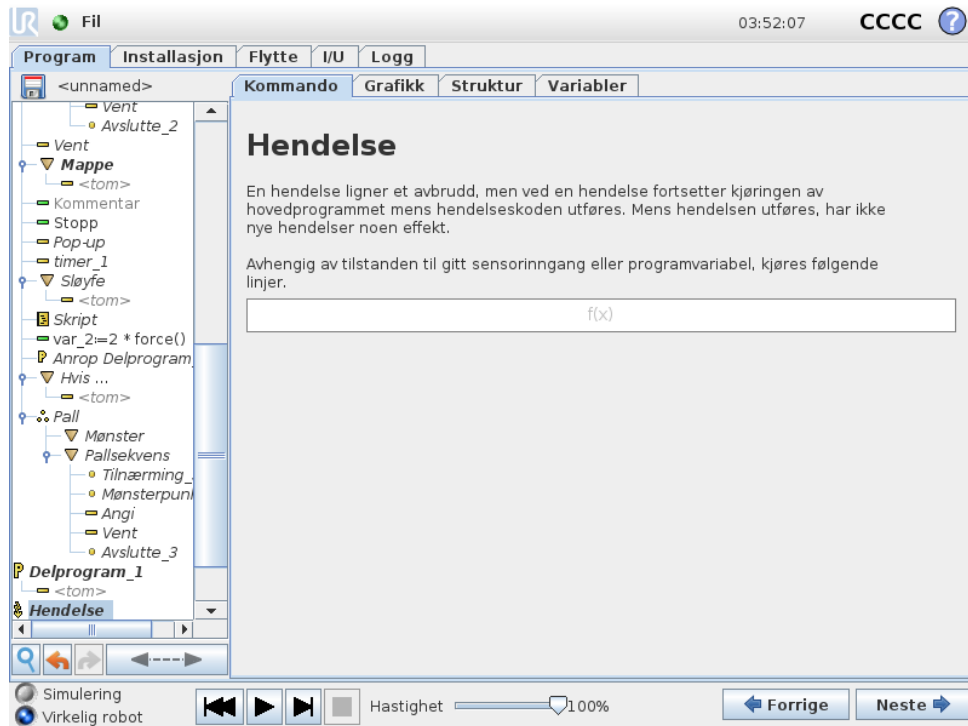 UR
Fil
03:52:07
CCCC
?
Program
Installasjon
Flytte
I/U
Logg
<unnamed>
Kommando
Grafikk
Struktur
Variabler
Vent
Avslutte_2
Vent
Mappe
<tom>
Kommentar
Stopp
Pop-up
timer_1
Sløyfe
<tom>
Skript
var_2:=2 * force()
Anrop Delprogram
Hvis ...
<tom>
Pall
Mønster
Pallsekvens
Tilnærming_
Mønsterpun
Angi
Vent
Avslutte_3
Delprogram_1
<tom>
Hendelse
Hendelse
En hendelse ligner et avbrudd, men ved en hendelse fortsetter kjøringen av
hovedprogrammet mens hendelseskoden utføres. Mens hendelsen utføres, har ikke
nye hendelser noen effekt.
Avhengig av tilstanden til gitt sensorinngang eller programvariabel, kjøres følgende
linjer.
f(x)
Simulering
Virkelig robot
Hastighet
100%
Forrige
Neste